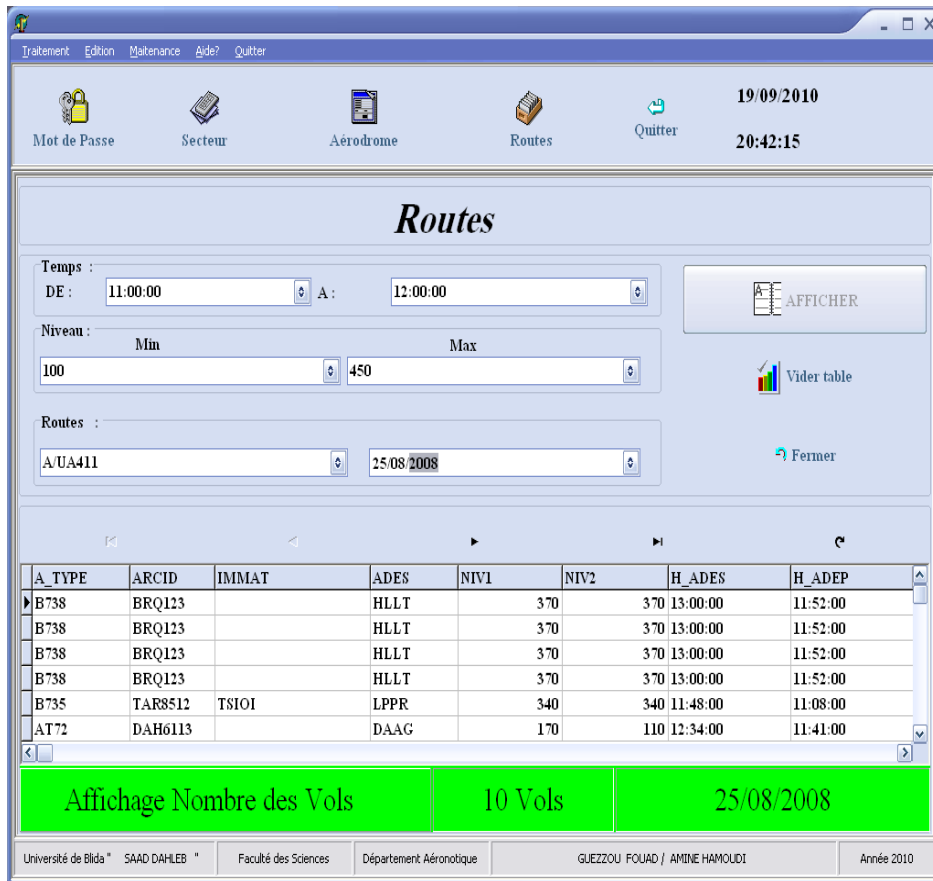 Traitement Edition Maitenance Aide? Quitter
Mot de Passe Secteur Aérodrome Routes Quitter
19/09/2010
20:42:15
Routes
Temps :
DE : 11:00:00 A : 12:00:00
AFFICHER
Niveau :
Min Max
100 450
Vider table
Routes :
A/UA411 25/08/2008
Fermer
A_TYPE ARCID IMMAT ADES NIV1 NIV2 H_ADES H_ADEP
B738 BRQ123 HLLT 370 370 13:00:00 11:52:00
B738 BRQ123 HLLT 370 370 13:00:00 11:52:00
B738 BRQ123 HLLT 370 370 13:00:00 11:52:00
B738 BRQ123 HLLT 370 370 13:00:00 11:52:00
B735 TAR8512 TSIOI LPPR 340 340 11:48:00 11:08:00
AT72 DAH6113 DAAG 170 110 12:34:00 11:41:00
Affichage Nombre des Vols 10 Vols 25/08/2008
Université de Blida " SAAD DAHLEB " Faculté des Sciences Départment Aéronotique GUEZZOU FOUAD / AMINE HAMOUDI Année 2010